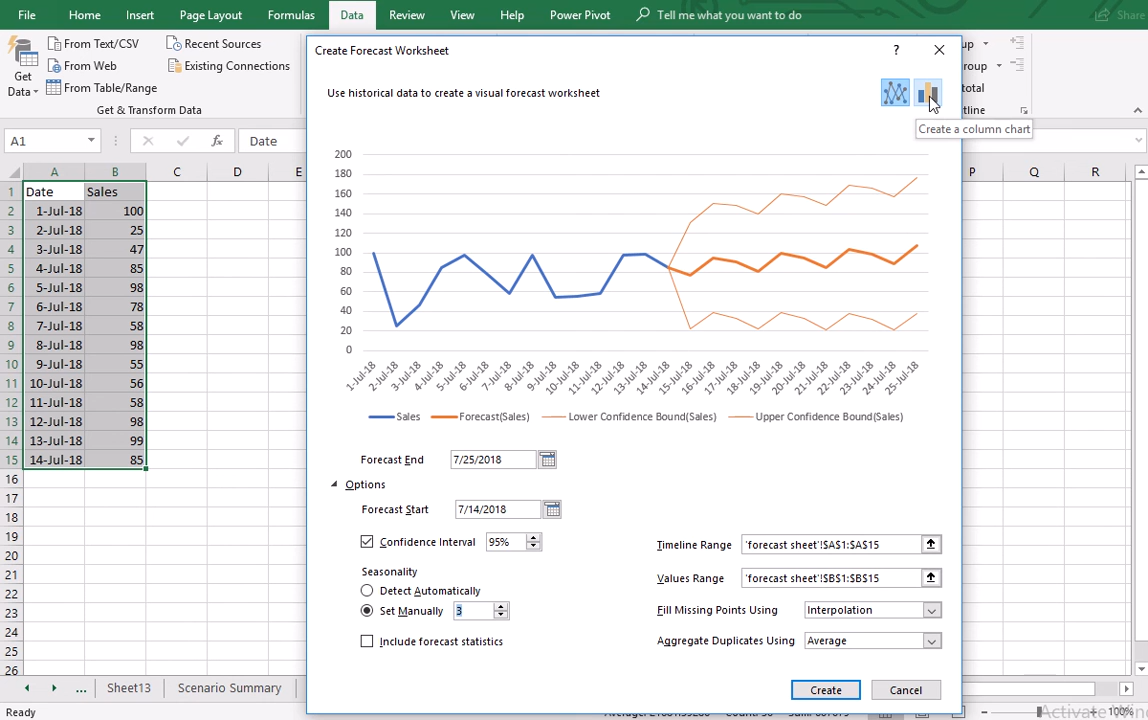 File Home Insert Page Layout Formulas Data Review View Help Power Pivot Tell me what you want to do Share
From Text/CSV
From Web
From Table/Range
Get
Data
Recent Sources
Existing Connections
Get & Transform Data
Create Forecast Worksheet
?
Use historical data to create a visual forecast worksheet
Create a column chart
A1 fx Date
A B C D E P Q R
1 Date Sales
2 1-Jul-18 100
3 2-Jul-18 25
4 3-Jul-18 47
5 4-Jul-18 85
6 5-Jul-18 98
7 6-Jul-18 78
8 7-Jul-18 58
9 8-Jul-18 98
10 9-Jul-18 55
11 10-Jul-18 56
12 11-Jul-18 58
13 12-Jul-18 98
14 13-Jul-18 99
15 14-Jul-18 85
16
17
18
19
20
21
22
23
24
25
26
200
180
160
140
120
100
80
60
40
20
0
1-Jul-18 2-Jul-18 3-Jul-18 4-Jul-18 5-Jul-18 6-Jul-18 7-Jul-18 8-Jul-18 9-Jul-18 10-Jul-18 11-Jul-18 12-Jul-18 13-Jul-18 14-Jul-18 15-Jul-18 16-Jul-18 17-Jul-18 18-Jul-18 19-Jul-18 20-Jul-18 21-Jul-18 22-Jul-18 23-Jul-18 24-Jul-18 25-Jul-18
Sales Forecast(Sales) Lower Confidence Bound(Sales) Upper Confidence Bound(Sales)
Forecast End 7/25/2018
Options
Forecast Start 7/14/2018
Confidence Interval 95%
Seasonality
Detect Automatically
Set Manually 3
Include forecast statistics
Timeline Range 'forecast sheet'!$A$1:$A$15
Values Range 'forecast sheet'!$B$1:$B$15
Fill Missing Points Using Interpolation
Aggregate Duplicates Using Average
Create Cancel
... Sheet13 Scenario Summary
Ready 100%